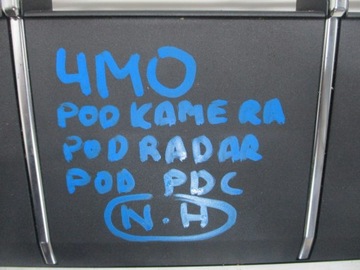 4MO
POD KAMERA
POD RADAR
POD PDC
N.H